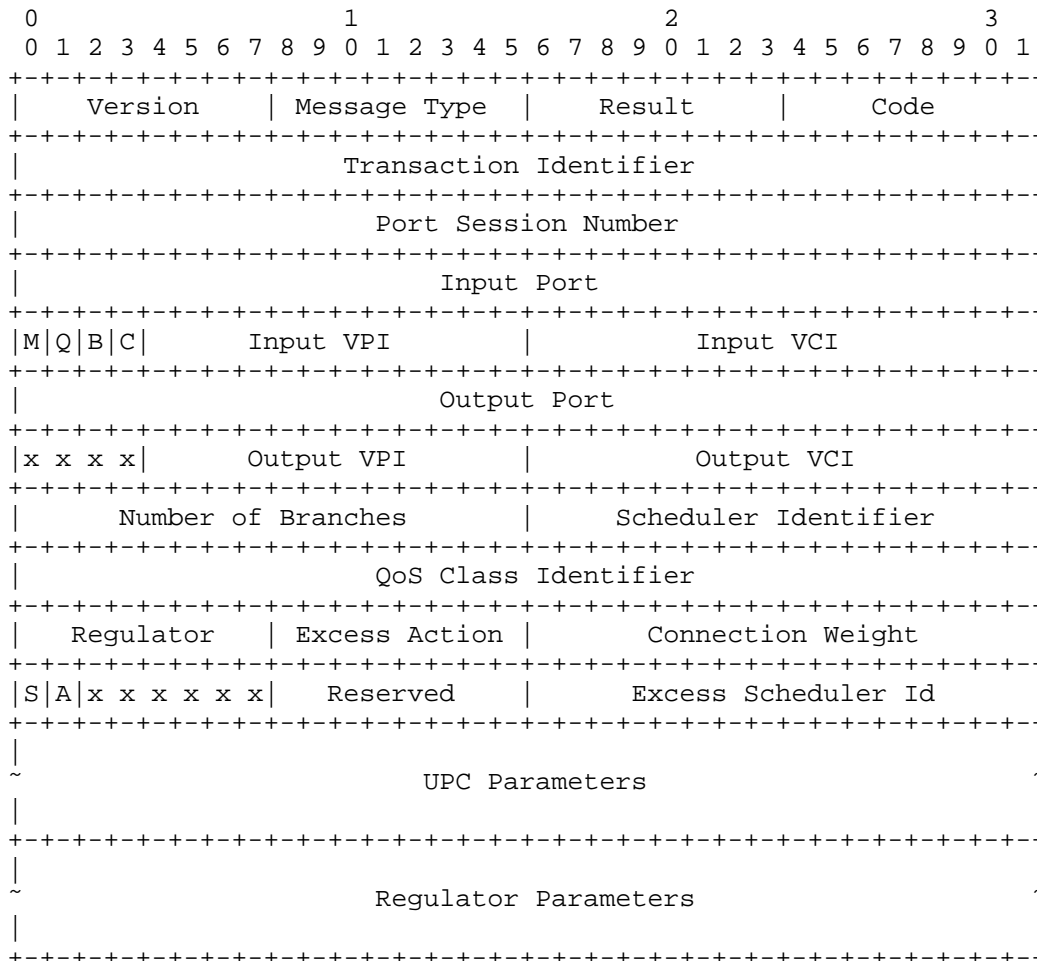 0                   1                   2                   3
 0 1 2 3 4 5 6 7 8 9 0 1 2 3 4 5 6 7 8 9 0 1 2 3 4 5 6 7 8 9 0 1
+-+-+-+-+-+-+-+-+-+-+-+-+-+-+-+-+-+-+-+-+-+-+-+-+-+-+-+-+-+-+-+-
|    Version    | Message Type  |    Result     |     Code
+-+-+-+-+-+-+-+-+-+-+-+-+-+-+-+-+-+-+-+-+-+-+-+-+-+-+-+-+-+-+-+-
|                    Transaction Identifier
+-+-+-+-+-+-+-+-+-+-+-+-+-+-+-+-+-+-+-+-+-+-+-+-+-+-+-+-+-+-+-+-
|                      Port Session Number
+-+-+-+-+-+-+-+-+-+-+-+-+-+-+-+-+-+-+-+-+-+-+-+-+-+-+-+-+-+-+-+-
|                          Input Port
+-+-+-+-+-+-+-+-+-+-+-+-+-+-+-+-+-+-+-+-+-+-+-+-+-+-+-+-+-+-+-+-
|M|Q|B|C|      Input VPI        |          Input VCI
+-+-+-+-+-+-+-+-+-+-+-+-+-+-+-+-+-+-+-+-+-+-+-+-+-+-+-+-+-+-+-+-
|                          Output Port
+-+-+-+-+-+-+-+-+-+-+-+-+-+-+-+-+-+-+-+-+-+-+-+-+-+-+-+-+-+-+-+-
|x x x x|      Output VPI       |          Output VCI
+-+-+-+-+-+-+-+-+-+-+-+-+-+-+-+-+-+-+-+-+-+-+-+-+-+-+-+-+-+-+-+-
|      Number of Branches       |     Scheduler Identifier
+-+-+-+-+-+-+-+-+-+-+-+-+-+-+-+-+-+-+-+-+-+-+-+-+-+-+-+-+-+-+-+-
|                      QoS Class Identifier
+-+-+-+-+-+-+-+-+-+-+-+-+-+-+-+-+-+-+-+-+-+-+-+-+-+-+-+-+-+-+-+-
|   Regulator   | Excess Action |       Connection Weight
+-+-+-+-+-+-+-+-+-+-+-+-+-+-+-+-+-+-+-+-+-+-+-+-+-+-+-+-+-+-+-+-
|S|A|x x x x x x|   Reserved    |      Excess Scheduler Id
+-+-+-+-+-+-+-+-+-+-+-+-+-+-+-+-+-+-+-+-+-+-+-+-+-+-+-+-+-+-+-+-
|
~                         UPC Parameters                        ~
|
+-+-+-+-+-+-+-+-+-+-+-+-+-+-+-+-+-+-+-+-+-+-+-+-+-+-+-+-+-+-+-+-
|
~                      Regulator Parameters                     ~
|
+-+-+-+-+-+-+-+-+-+-+-+-+-+-+-+-+-+-+-+-+-+-+-+-+-+-+-+-+-+-+-+-